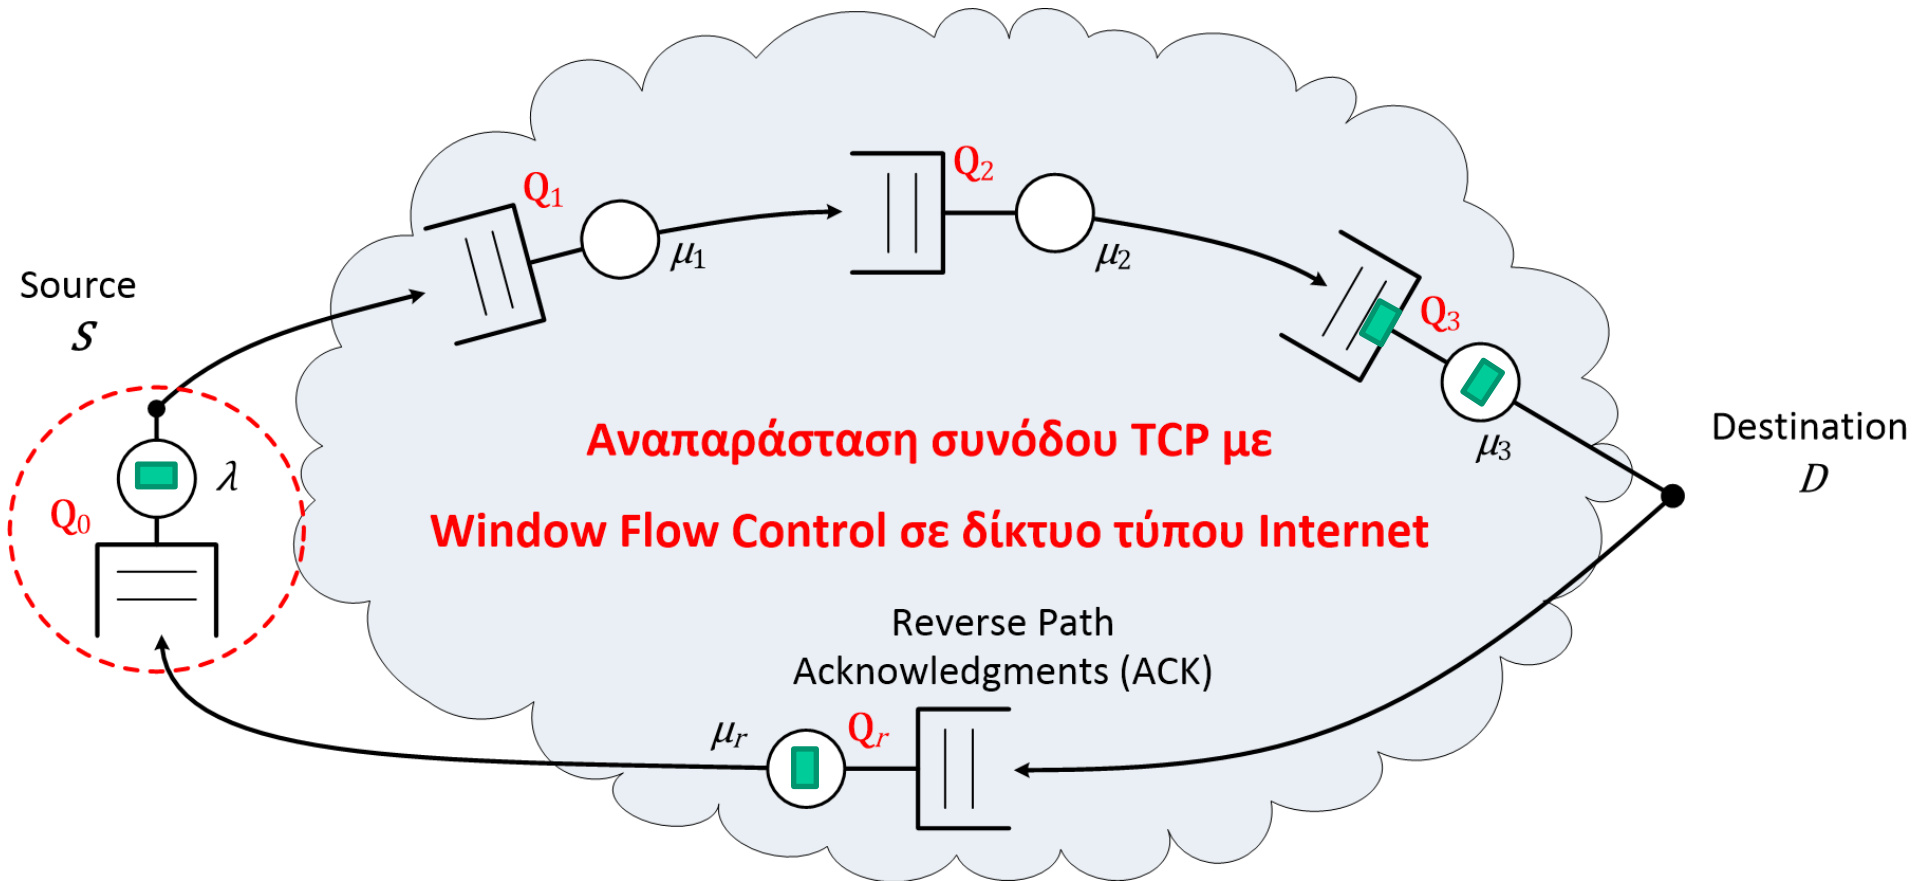 Q₁
Q₂
μ₁
μ₂
Source
S
Q₃
Αναπαράσταση συνόδου TCP με
μ₃
Destination
D
λ
Q₀
Window Flow Control σε δίκτυο τύπου Internet
Reverse Path
Acknowledgments (ACK)
μᵣ
Qᵣ